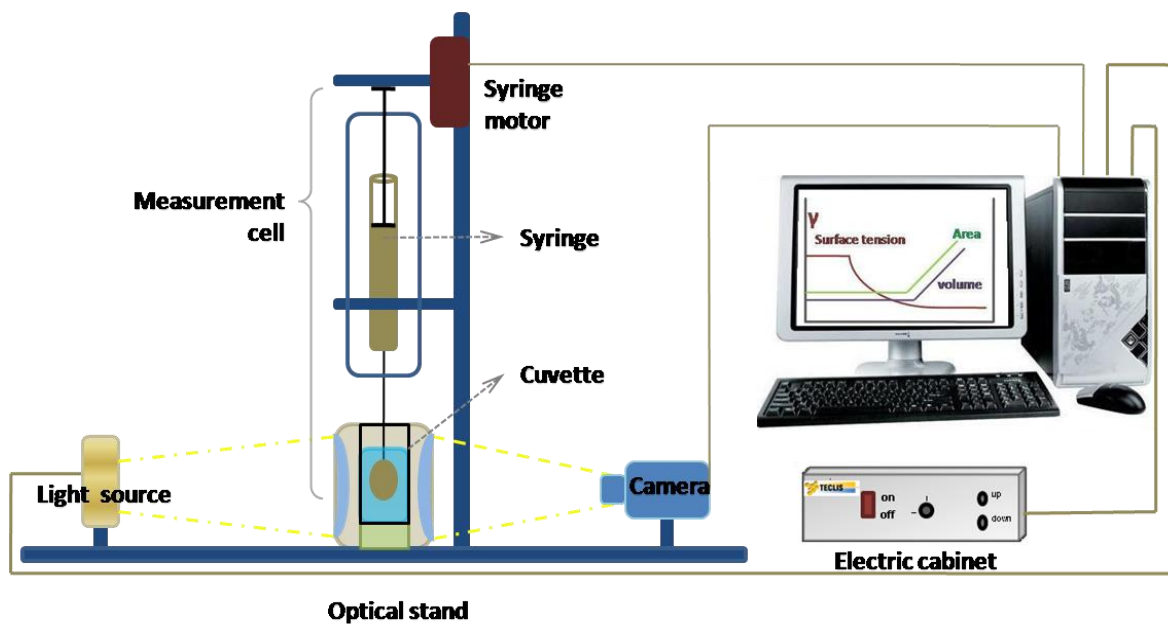 Syringe
motor
Measurement
cell
Syringe
Cuvette
Light source
Camera
γ
Surface tension
Area
volume
TECLIS
on
off
up
down
Electric cabinet
Optical stand